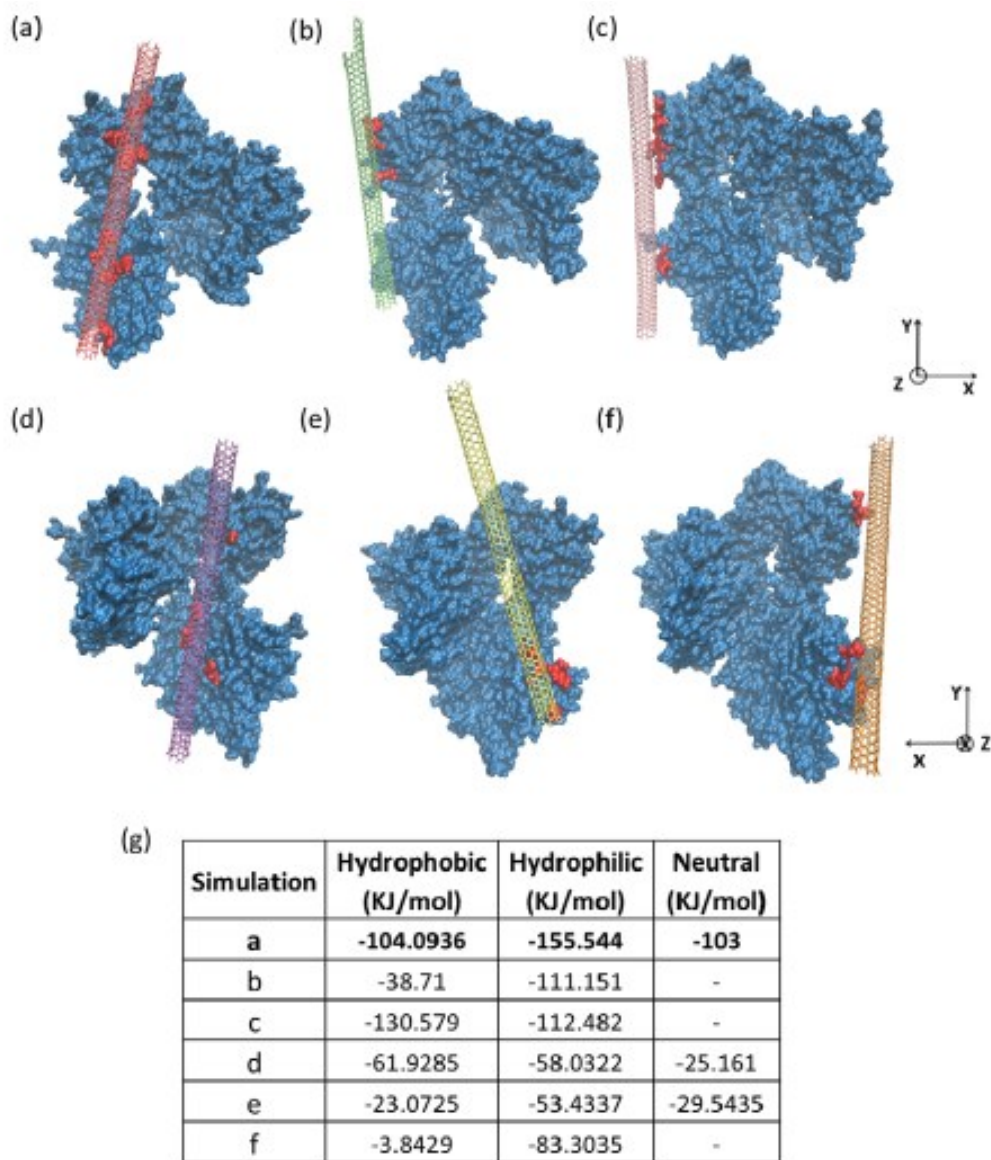 (a)
(b)
(c)
Y
Z
X
(d)
(e)
(f)
Y
X
Z
(g)
Simulation Hydrophobic (KJ/mol) Hydrophilic (KJ/mol) Neutral (KJ/mol)
a -104.0936 -155.544 -103
b -38.71 -111.151 -
c -130.579 -112.482 -
d -61.9285 -58.0322 -25.161
e -23.0725 -53.4337 -29.5435
f -3.8429 -83.3035 -